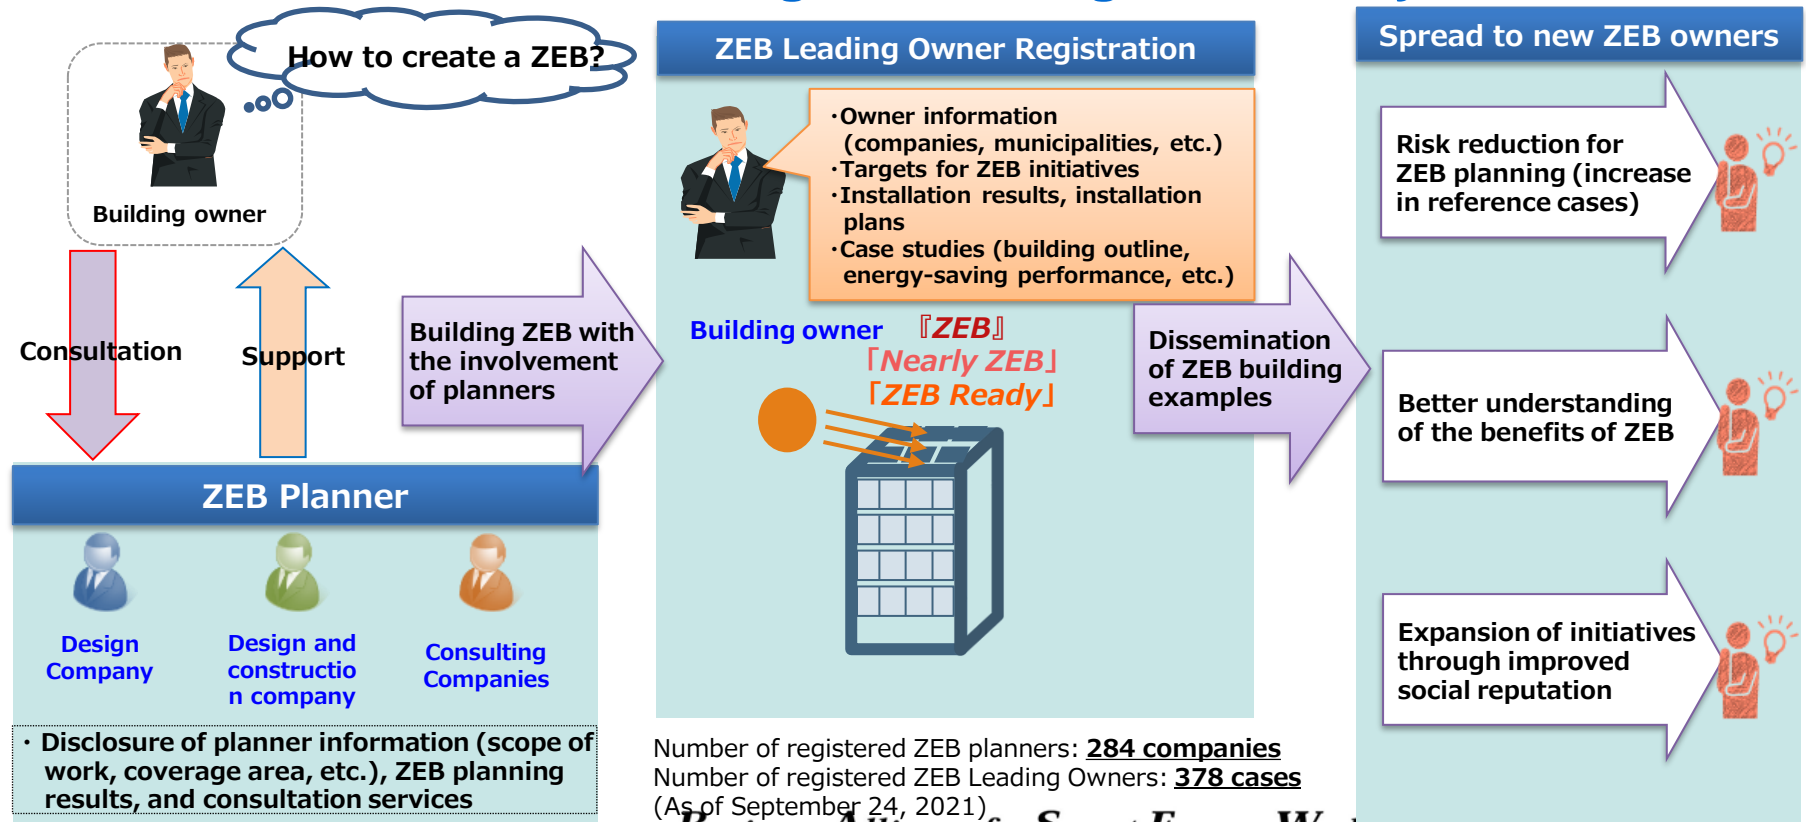 How to create a ZEB?
Building owner
Consultation
Support
Building ZEB with
the involvement
of planners
ZEB Planner
Design
Company
Design and
constructio
n company
Consulting
Companies
・Disclosure of planner information (scope of
work, coverage area, etc.), ZEB planning
results, and consultation services
ZEB Leading Owner Registration
・Owner information
(companies, municipalities, etc.)
・Targets for ZEB initiatives
・Installation results, installation
plans
・Case studies (building outline,
energy-saving performance, etc.)
Building owner
『ZEB』
「Nearly ZEB」
「ZEB Ready」
Dissemination
of ZEB building
examples
Number of registered ZEB planners: 284 companies
Number of registered ZEB Leading Owners: 378 cases
(As of September 24, 2021)
Spread to new ZEB owners
Risk reduction for
ZEB planning (increase
in reference cases)
Better understanding
of the benefits of ZEB
Expansion of initiatives
through improved
social reputation